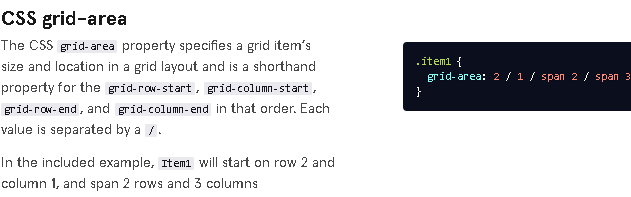 CSS grid-area
The CSS grid-area property specifies a grid item's
size and location in a grid layout and is a shorthand
property for the grid-row-start, grid-column-start,
grid-row-end, and grid-column-end in that order. Each
value is separated by a /.
In the included example, Item1 will start on row 2 and
column 1, and span 2 rows and 3 columns
.item1 {
grid-area: 2 / 1 / span 2 / span 3
}